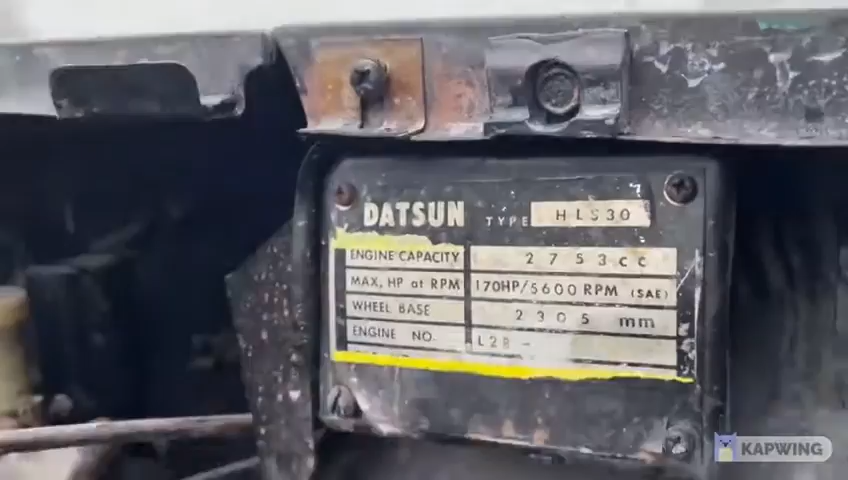 DATSUN TYPE HLS30
ENGINE CAPACITY 2753cc
MAX, HP at RPM 170HP/5600 RPM (SAE)
WHEEL BASE 2305 mm
ENGINE NO. L28 -
KAPWING